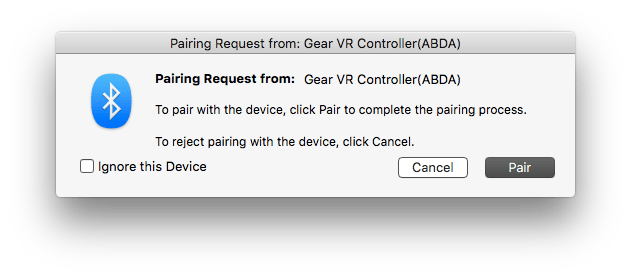 Pairing Request from: Gear VR Controller(ABDA)
Pairing Request from: Gear VR Controller(ABDA)
To pair with the device, click Pair to complete the pairing process.
To reject pairing with the device, click Cancel.
Ignore this Device
Cancel
Pair